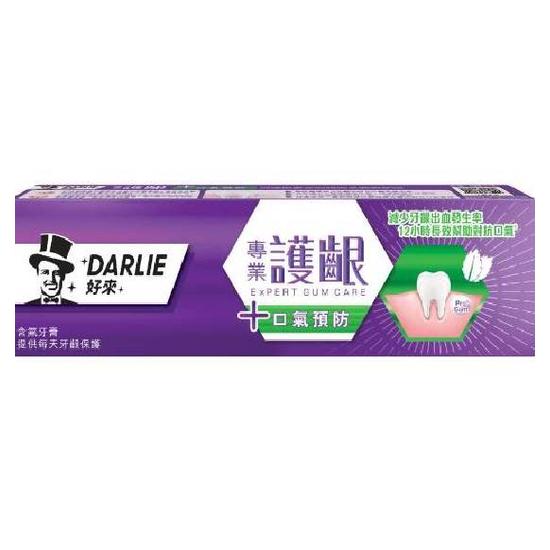 DARLIE
好來
專業護齦
EXPERT GUM CARE
+口氣預防
減少牙齦出血發生率
12小時長效幫助對抗口氣
Pro
Gum
含氟牙膏
提供每天牙齦保護